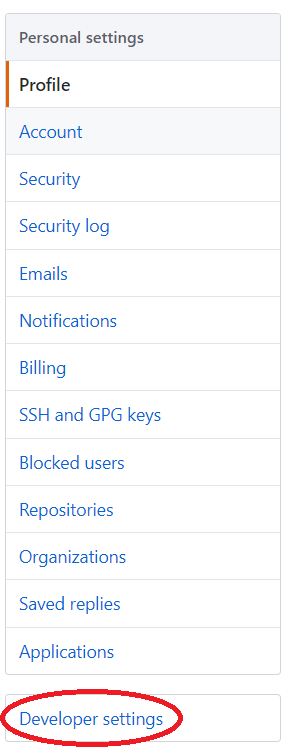 Personal settings
Profile
Account
Security
Security log
Emails
Notifications
Billing
SSH and GPG keys
Blocked users
Repositories
Organizations
Saved replies
Applications
Developer settings